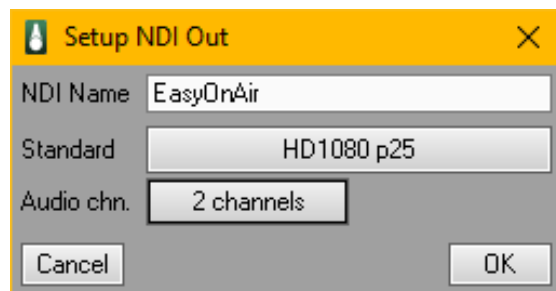 Setup NDI Out
NDI Name EasyOnAir
Standard HD1080 p25
Audio chn. 2 channels
Cancel OK